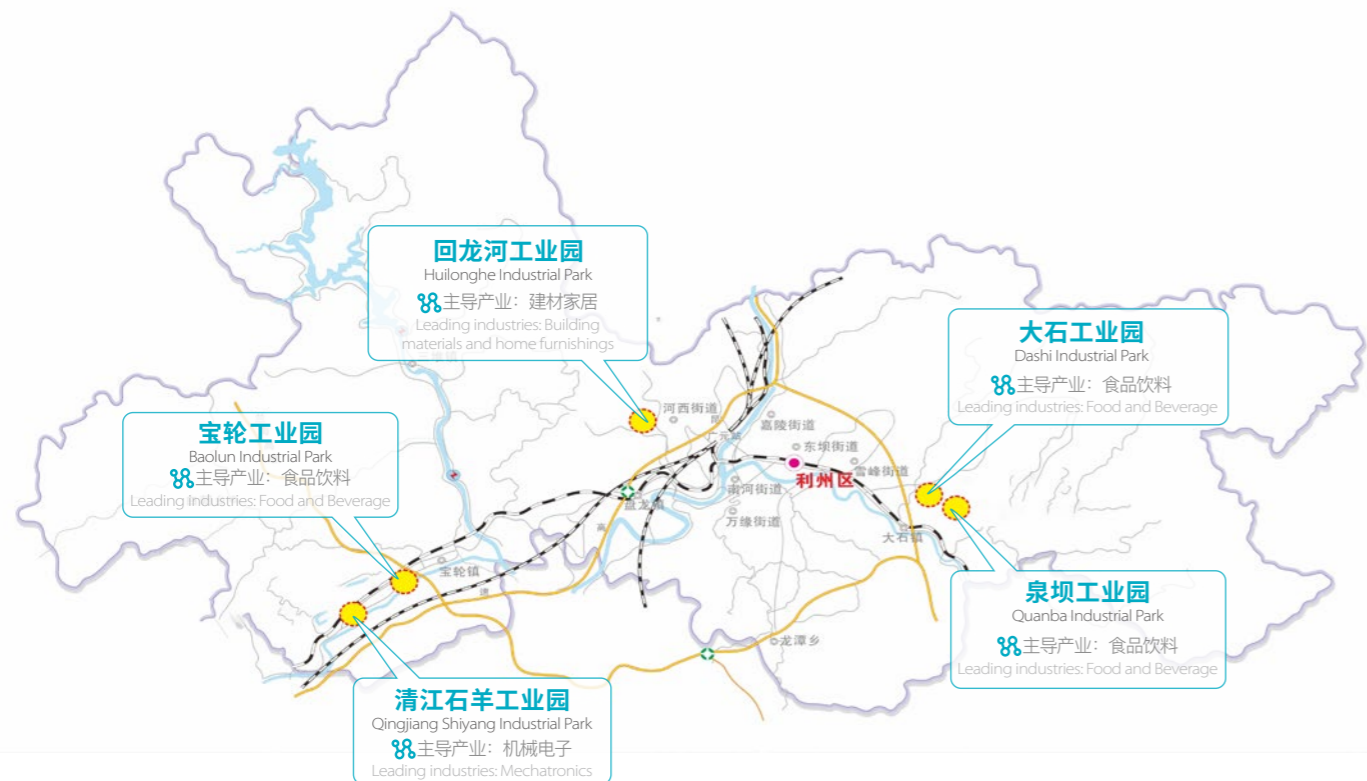 回龙河工业园
Huilonghe Industrial Park
主导产业：建材家居
Leading industries: Building
materials and home furnishings
大石工业园
Dashi Industrial Park
主导产业：食品饮料
Leading industries: Food and Beverage
宝轮工业园
Baolun Industrial Park
主导产业：食品饮料
Leading industries: Food and Beverage
河西街道
嘉陵街道
东坝街道
雪峰街道
利州区
南河街道
万缘街道
盘龙镇
高
大石镇
宝轮镇
速
泉坝工业园
Quanba Industrial Park
主导产业：食品饮料
Leading industries: Food and Beverage
龙潭乡
清江石羊工业园
Qingjiang Shiyang Industrial Park
主导产业：机械电子
Leading industries: Mechatronics